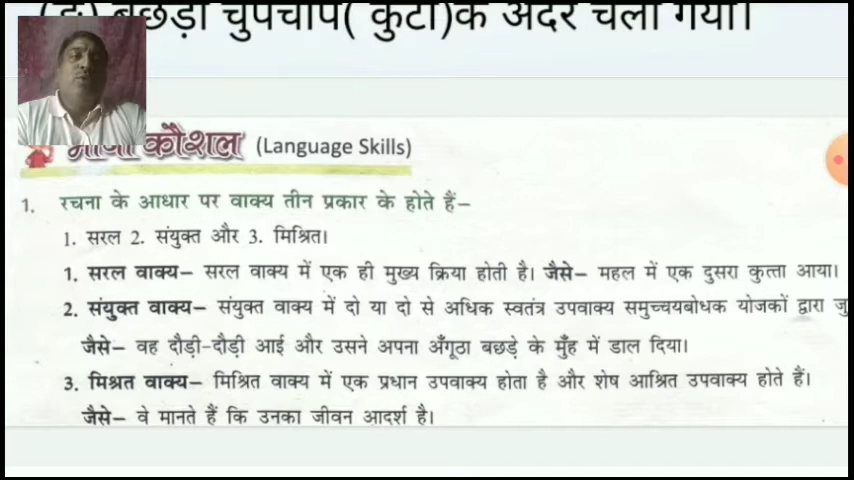 बछड़ा चुपचाप( कुटी)के अंदर चला गया।
भाषा कौशल (Language Skills)
1. रचना के आधार पर वाक्य तीन प्रकार के होते हैं–
1. सरल 2. संयुक्त और 3. मिश्रित।
1. सरल वाक्य– सरल वाक्य में एक ही मुख्य क्रिया होती है। जैसे– महल में एक दुसरा कुत्ता आया।
2. संयुक्त वाक्य– संयुक्त वाक्य में दो या दो से अधिक स्वतंत्र उपवाक्य समुच्चयबोधक योजकों द्वारा
जैसे– वह दौड़ी-दौड़ी आई और उसने अपना अँगूठा बछड़े के मुँह में डाल दिया।
3. मिश्रत वाक्य– मिश्रित वाक्य में एक प्रधान उपवाक्य होता है और शेष आश्रित उपवाक्य होते हैं।
जैसे– वे मानते हैं कि उनका जीवन आदर्श है।